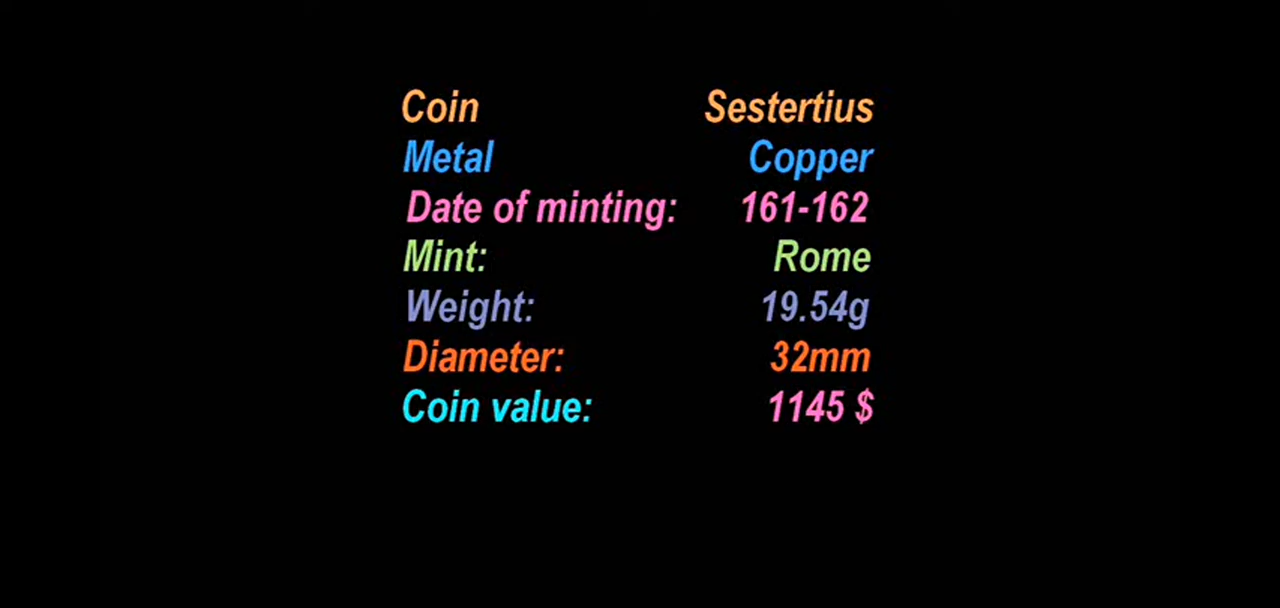 Coin Sestertius
Metal Copper
Date of minting: 161-162
Mint: Rome
Weight: 19.54g
Diameter: 32mm
Coin value: 1145 $